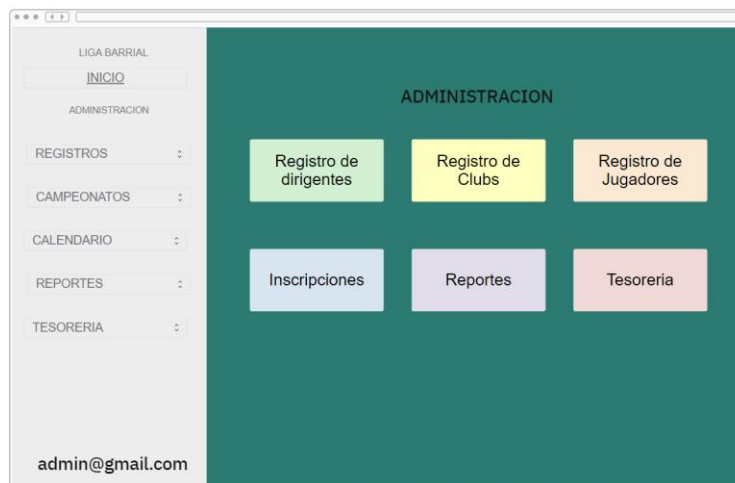 LIGA BARRIAL
INICIO
ADMINISTRACION
REGISTROS
CAMPEONATOS
CALENDARIO
REPORTES
TESORERIA
admin@gmail.com
ADMINISTRACION
Registro de
dirigentes
Registro de
Clubs
Registro de
Jugadores
Inscripciones
Reportes
Tesoreria